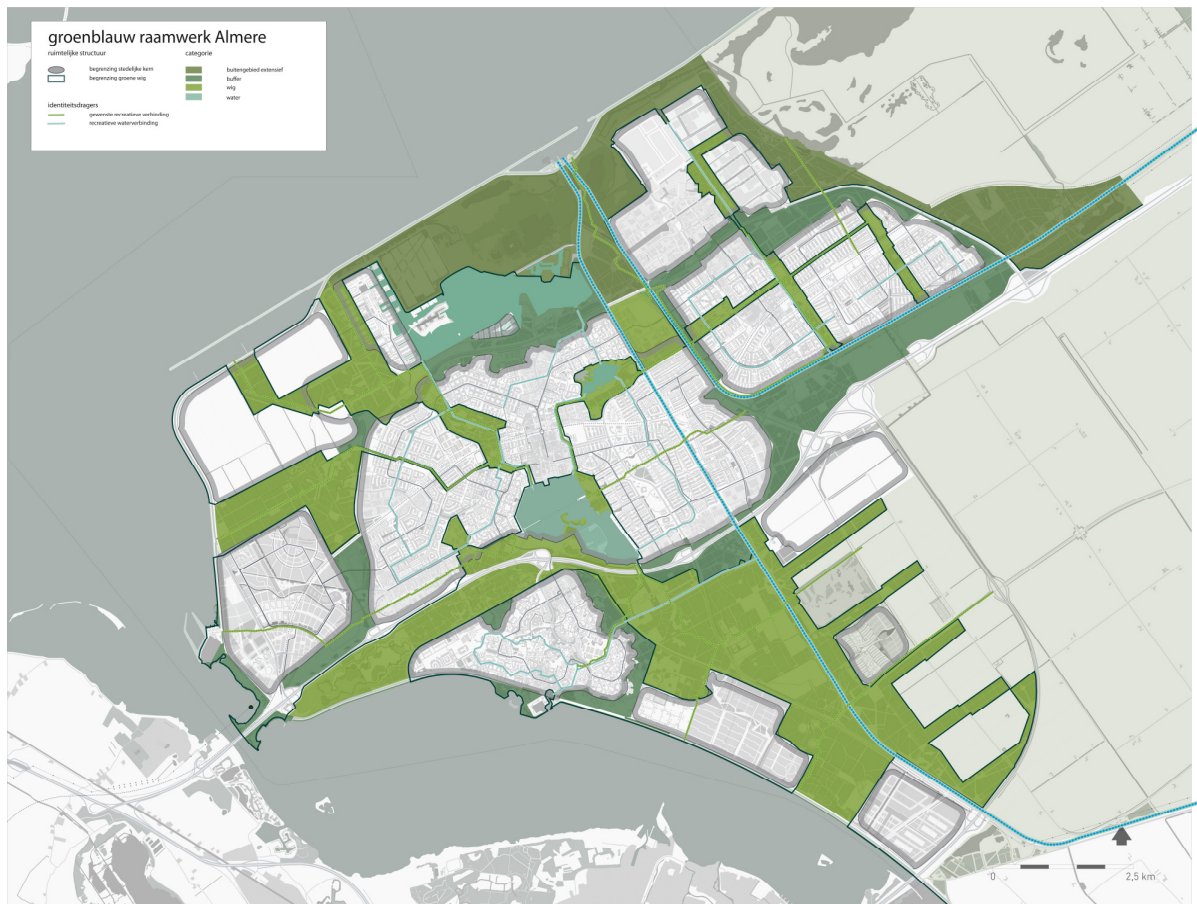 groenblauw raamwerk Almere
ruimtelijke structuur
begrenzing stedelijke kern
begrenzing groene wig
identiteitsdragers
gewenste recreatieve verbinding
recreatieve waterverbinding
categorie
buitengebied extensief
buffer
wig
water
0 2,5 km